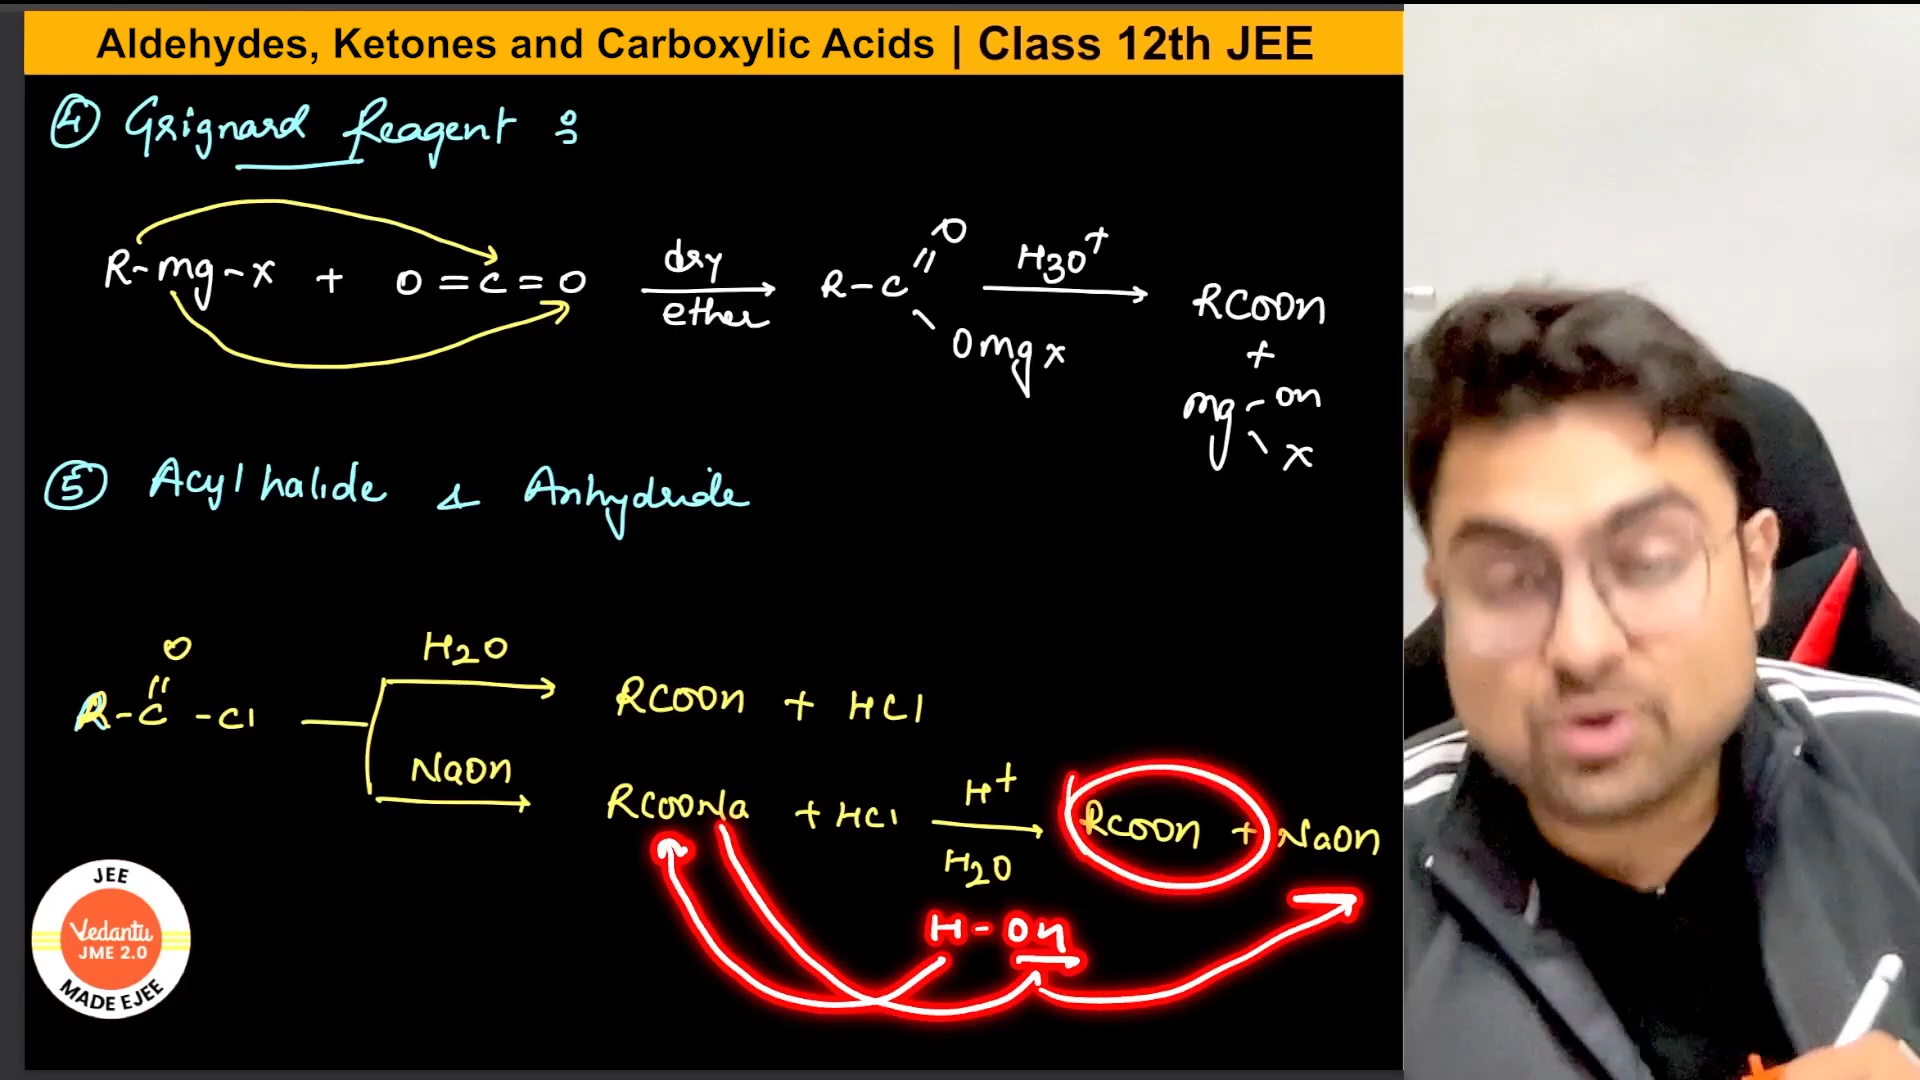 Aldehydes, Ketones and Carboxylic Acids | Class 12th JEE
④ Grignard Reagent :
R-mg-x + O=C=O dry ether R-C=O Omgx H3O+ RCOOH
+
mg-OH
x
⑤ Acyl halide & Anhydride
O
R-C-Cl
H2O RCOOH + HCl
NaOH RCOONa + HCl H+ H2O RCOOH + NaOH
H-OH
JEE
Vedantu
JME 2.0
MADE EJEE